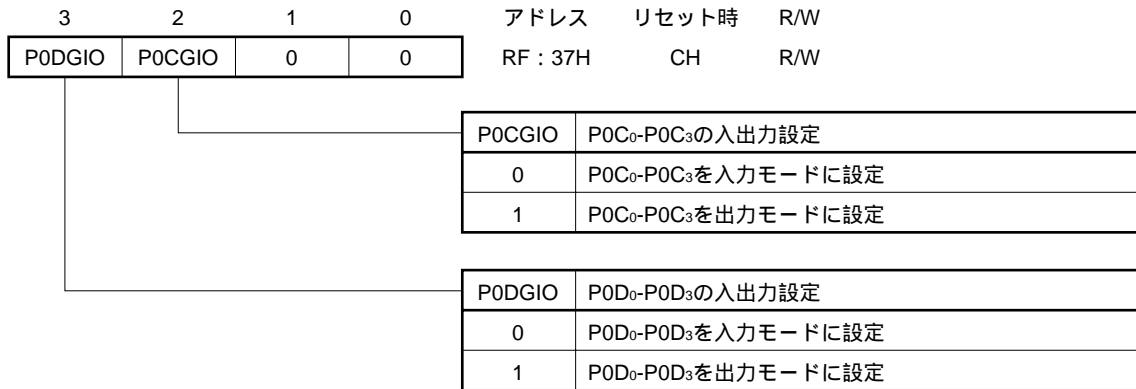 3 2 1 0 アドレス リセット時 R/W
P0DGIO P0CGIO 0 0 RF：37H CH R/W
P0CGIO P0C₀-P0C₃の入出力設定
0 P0C₀-P0C₃を入力モードに設定
1 P0C₀-P0C₃を出力モードに設定
P0DGIO P0D₀-P0D₃の入出力設定
0 P0D₀-P0D₃を入力モードに設定
1 P0D₀-P0D₃を出力モードに設定